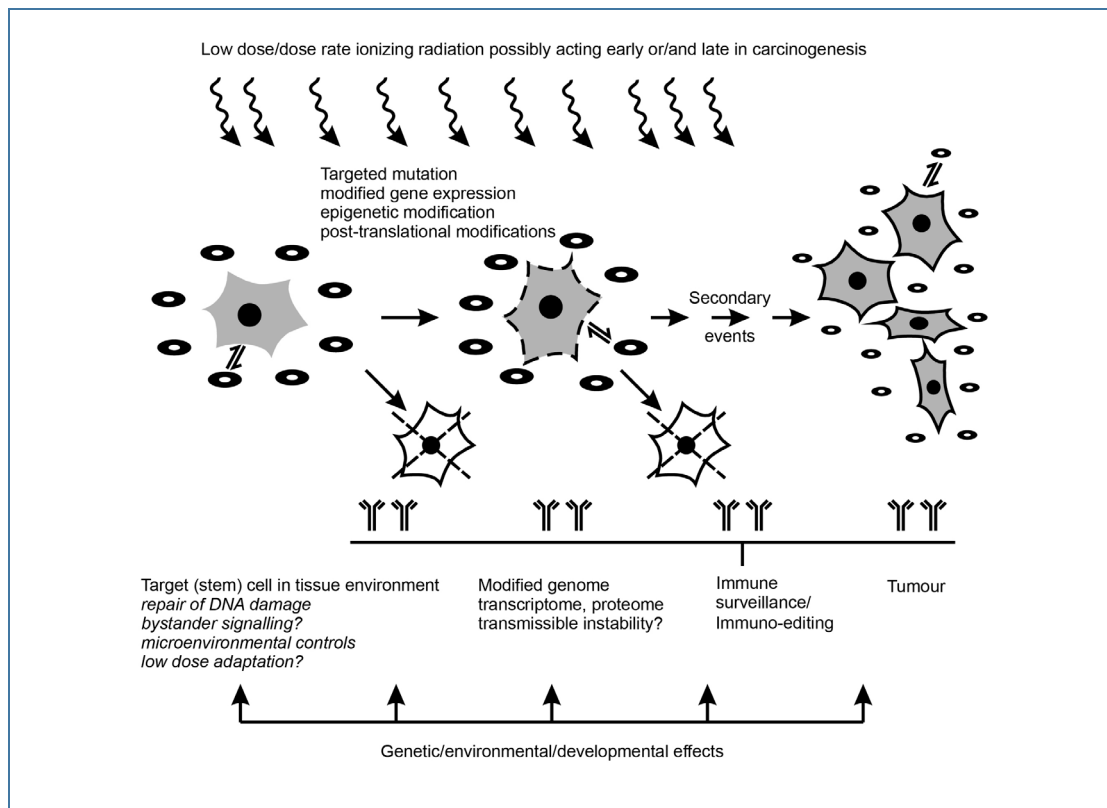 Low dose/dose rate ionizing radiation possibly acting early or/and late in carcinogenesis
Targeted mutation
modified gene expression
epigenetic modification
post-translational modifications
Secondary
events
Target (stem) cell in tissue environment
repair of DNA damage
bystander signalling?
microenvironmental controls
low dose adaptation?
Modified genome
transcriptome, proteome
transmissible instability?
Immune
surveillance/
Immuno-editing
Tumour
Genetic/environmental/developmental effects